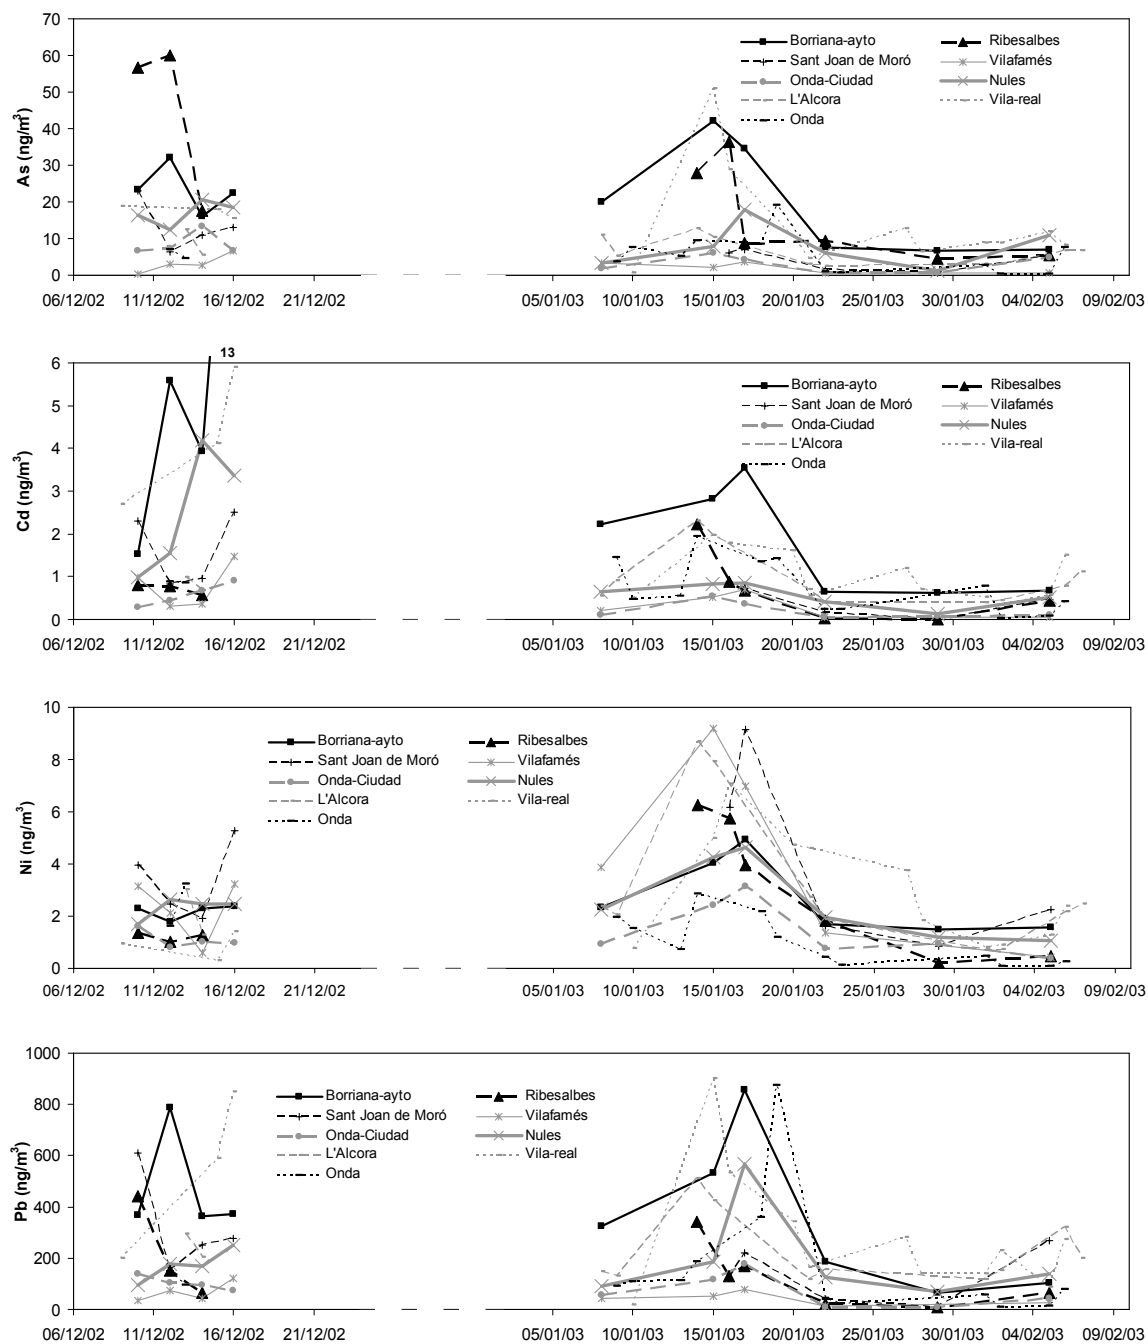 70
60
50
40
30
20
10
0
As (ng/m³)
Borriana-ayto
Ribesalbes
Sant Joan de Moró
Vilafamés
Onda-Ciudad
Nules
L'Alcora
Vila-real
Onda
06/12/02 11/12/02 16/12/02 21/12/02 05/01/03 10/01/03 15/01/03 20/01/03 25/01/03 30/01/03 04/02/03 09/02/03
13
6
5
4
3
2
1
0
Cd (ng/m³)
Borriana-ayto
Ribesalbes
Sant Joan de Moró
Vilafamés
Onda-Ciudad
Nules
L'Alcora
Vila-real
Onda
06/12/02 11/12/02 16/12/02 21/12/02 05/01/03 10/01/03 15/01/03 20/01/03 25/01/03 30/01/03 04/02/03 09/02/03
10
8
6
4
2
0
Ni (ng/m³)
Borriana-ayto
Ribesalbes
Sant Joan de Moró
Vilafamés
Onda-Ciudad
Nules
L'Alcora
Vila-real
Onda
06/12/02 11/12/02 16/12/02 21/12/02 05/01/03 10/01/03 15/01/03 20/01/03 25/01/03 30/01/03 04/02/03 09/02/03
1000
800
600
400
200
0
Pb (ng/m³)
Borriana-ayto
Ribesalbes
Sant Joan de Moró
Vilafamés
Onda-Ciudad
Nules
L'Alcora
Vila-real
Onda
06/12/02 11/12/02 16/12/02 21/12/02 05/01/03 10/01/03 15/01/03 20/01/03 25/01/03 30/01/03 04/02/03 09/02/03